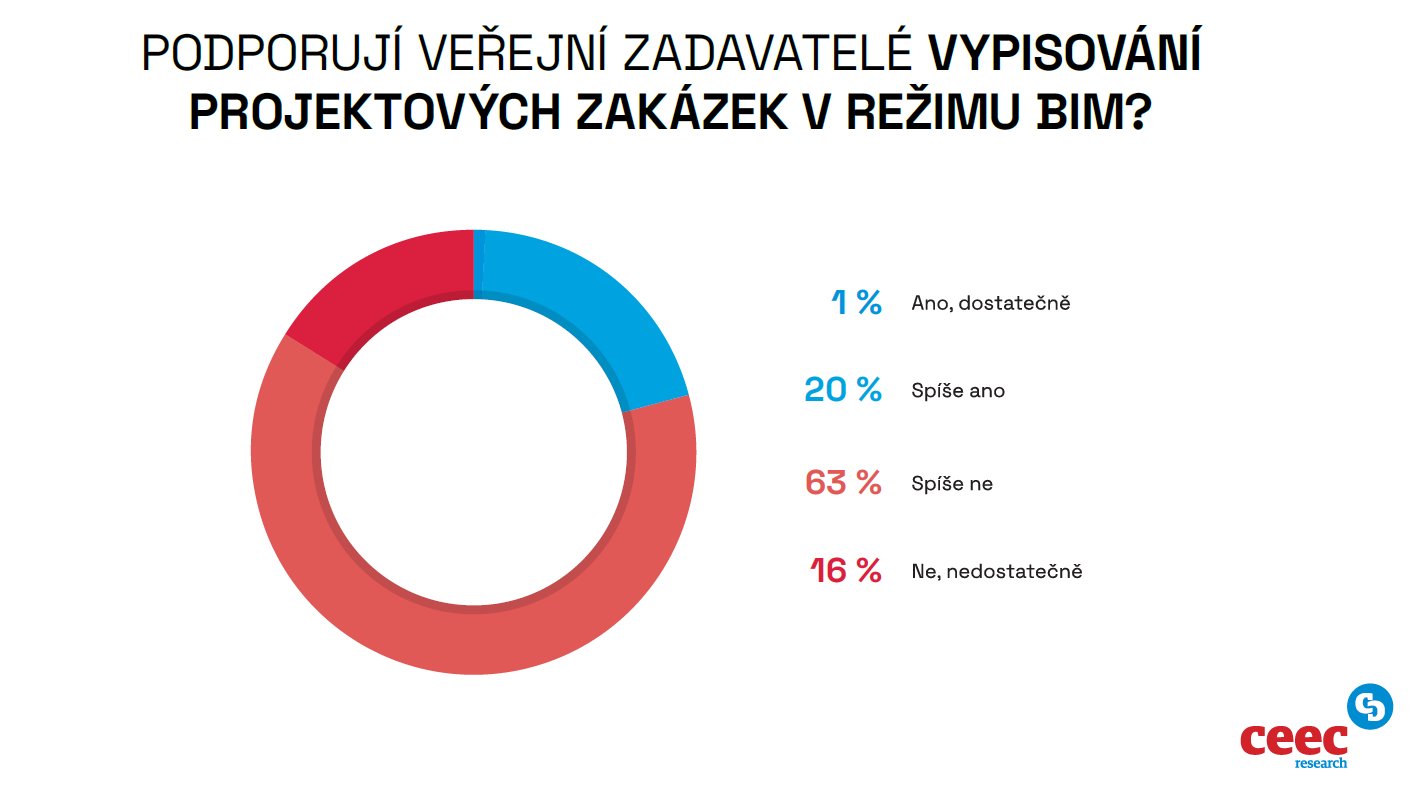 PODPORUJÍ VEŘEJNÍ ZADAVATELÉ VYPISOVÁNÍ
PROJEKTOVÝCH ZAKÁZEK V REŽIMU BIM?
1 % Ano, dostatečně
20 % Spíše ano
63 % Spíše ne
16 % Ne, nedostatečně
ceec
research